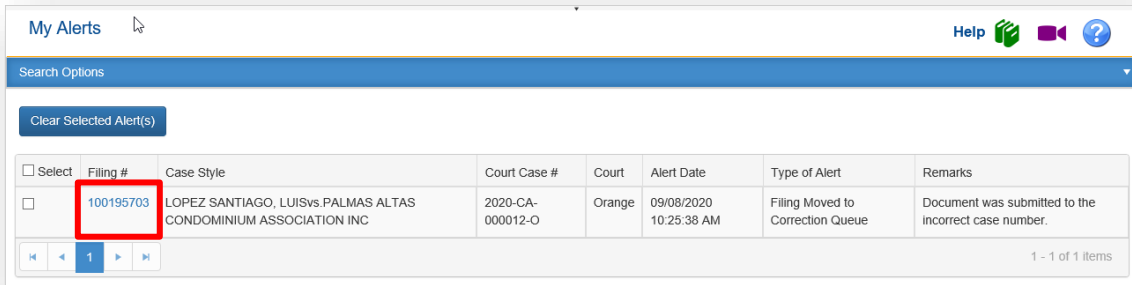 My Alerts
Help
?
Search Options
Clear Selected Alert(s)
Select Filing # Case Style Court Case # Court Alert Date Type of Alert Remarks
100195703 LOPEZ SANTIAGO, LUISvs.PALMAS ALTAS 2020-CA- Orange 09/08/2020 Filing Moved to Document was submitted to the
CONDOMINIUM ASSOCIATION INC 000012-O 10:25:38 AM Correction Queue incorrect case number.
1 1 - 1 of 1 items